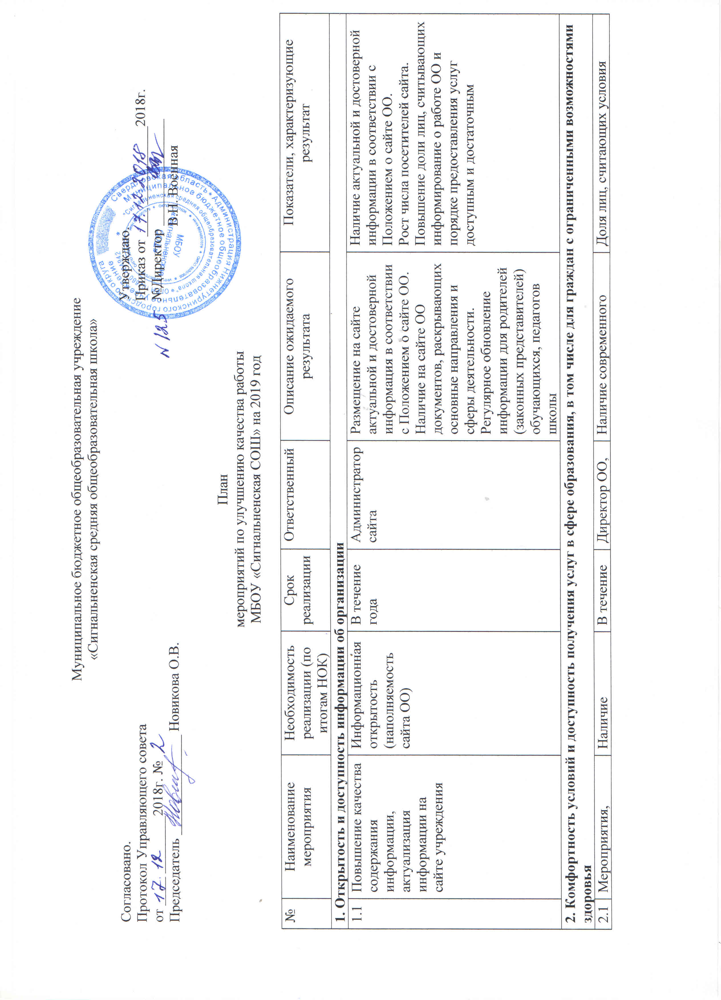 Муниципальное бюджетное общеобразовательная учреждение
«Сигнальненская средняя общеобразовательная школа»
Согласовано.
Протокол Управляющего совета
от 17.12 2018г. № 2
Председатель Новикова О.В.
Утверждаю.
Приказ от 17.12.2018 2018г.
№Директор
В.Н. Военная
N 125
Свердловская область * Администрация Нижнетуринского городского округа
Муниципальное бюджетное общеобразовательное учреждение
"Сигнальненская средняя общеобразовательная школа" * ОГРН
МБОУ
План
мероприятий по улучшению качества работы
МБОУ «Сигнальненская СОШ» на 2019 год
№
Наименование
мероприятия
Необходимость
реализации (по
итогам НОК)
Срок
реализации
Ответственный
Описание ожидаемого
результата
Показатели, характеризующие
результат
1. Открытость и доступность информации об организации
1.1
Повышение качества
содержания
информации,
актуализация
информации на
сайте учреждения
Информационная
открытость
(наполняемость
сайта ОО)
В течение
года
Администратор
сайта
Размещение на сайте
актуальной и достоверной
информация в соответствии
с Положением о сайте ОО.
Наличие на сайте ОО
документов, раскрывающих
основные направления и
сферы деятельности.
Регулярное обновление
информации для родителей
(законных представителей)
обучающихся, педагогов
школы
Наличие актуальной и достоверной
информации в соответствии с
Положением о сайте ОО.
Рост числа посетителей сайта.
Повышение доли лиц, считывающих
информирование о работе ОО и
порядке предоставления услуг
доступным и достаточным
2. Комфортность условий и доступность получения услуг в сфере образования, в том числе для граждан с ограниченными возможностями
здоровья
2.1
Мероприятия,
Наличие
В течение
Директор ОО,
Наличие современного
Доля лиц, считающих условия